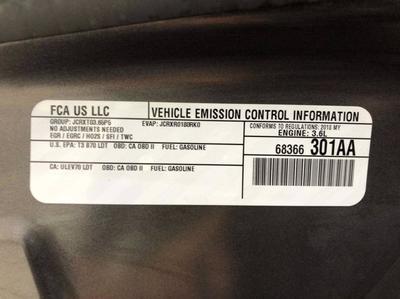 FCA US LLC
VEHICLE EMISSION CONTROL INFORMATION
GROUP: JCRXT03.65P5
EVAP: JCRXR0180RK0
CONFORMS TO REGULATIONS: 2018 MY
NO ADJUSTMENTS NEEDED
ENGINE: 3.6L
EGR / EGRC / HO2S / SFI / TWC
U.S. EPA: T3 B70 LDT OBD: CA OBD II FUEL: GASOLINE
68366 301AA
CA: ULEV70 LDT OBD: CA OBD II FUEL: GASOLINE